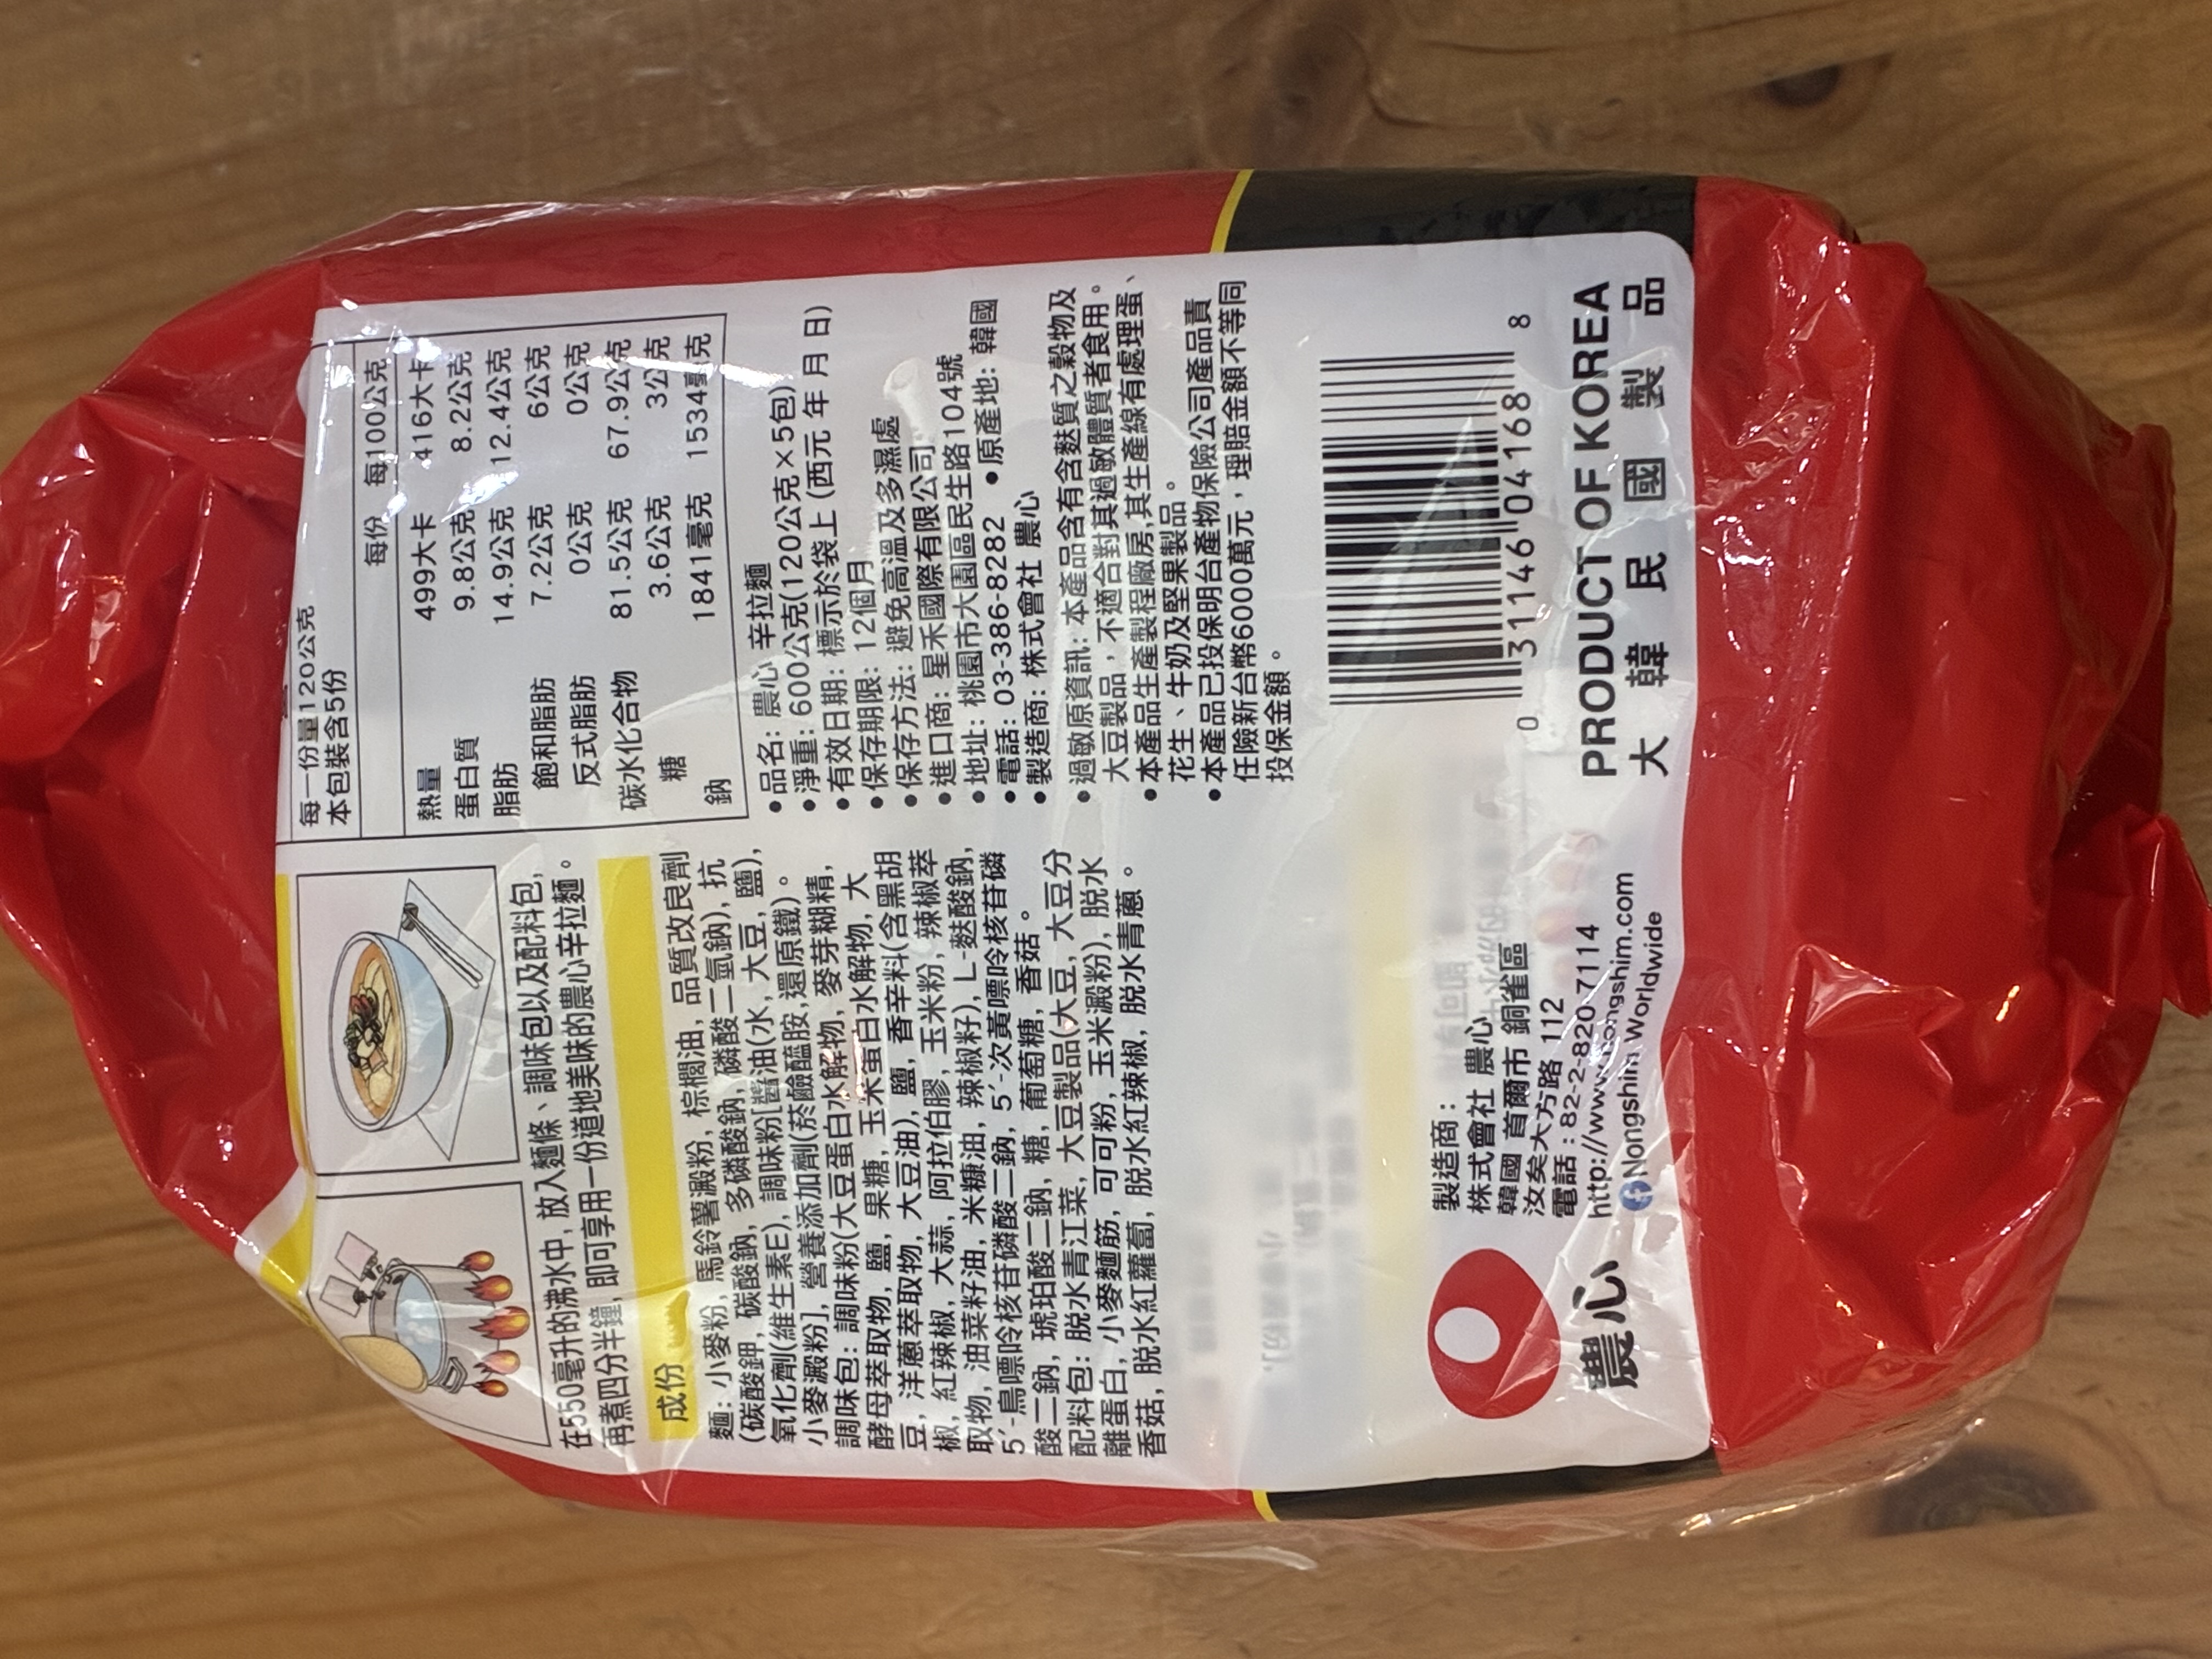 在550毫升的沸水中, 放入麵條、調味包以及配料包,
再煮四分半鐘, 即可享用一份道地美味的農心辛拉麵。
成份
麵: 小麥粉, 馬鈴薯澱粉, 棕櫚油, 品質改良劑
(碳酸鉀, 碳酸鈉, 多磷酸鈉, 磷酸二氫鈉), 抗
氧化劑(維生素E), 調味粉[醬油(水, 大豆, 鹽),
小麥澱粉], 營養添加劑(菸鹼醯胺,還原鐵)。
調味包: 調味粉(大豆蛋白水解物, 麥芽糊精,
酵母萃取物, 鹽, 果糖, 玉米蛋白水解物, 大
豆, 洋蔥萃取物, 大豆油), 鹽, 香辛料(含黑胡
椒, 紅辣椒, 大蒜, 阿拉伯膠, 玉米粉, 辣椒萃
取物, 油菜籽油, 米糠油, 辣椒籽), L-麩酸鈉,
5´-鳥嘌呤核苷磷酸二鈉, 5´-次黃嘌呤核苷磷
酸二鈉, 琥珀酸二鈉, 糖, 葡萄糖, 香菇。
配料包: 脫水青江菜, 大豆製品(大豆, 大豆分
離蛋白, 小麥麵筋, 可可粉, 玉米澱粉), 脫水
香菇, 脫水紅蘿蔔, 脫水紅辣椒, 脫水青蔥。
每一份量120公克
本包裝含5份
每份 每100公克
熱量 499大卡 416大卡
蛋白質 9.8公克 8.2公克
脂肪 14.9公克 12.4公克
飽和脂肪 7.2公克 6公克
反式脂肪 0公克 0公克
碳水化合物 81.5公克 67.9公克
糖 3.6公克 3公克
鈉 1841毫克 1534毫克
•品名: 農心 辛拉麵
•淨重: 600公克(120公克×5包)
•有效日期: 標示於袋上 (西元 年 月 日)
•保存期限: 12個月
•保存方法: 避免高溫及多濕處
•進口商: 星禾國際有限公司
•地址: 桃園市大園區民生路104號
•電話: 03-386-8282 •原產地: 韓國
•製造商: 株式會社 農心
•過敏原資訊: 本產品含有含麩質之穀物及
大豆製品, 不適合對其過敏體質者食用。
•本產品生產製程廠房,其生產線有處理蛋、
花生、牛奶及堅果製品。
•本產品已投保明台產物保險公司產品責
任險新台幣6000萬元, 理賠金額不等同
投保金額。
農心
製造商:
株式會社 農心
韓國 首爾市 銅雀區
汝矣大方路 112
電話 : 82-2-820-7114
http://www.nongshim.com
Nongshim Worldwide
0 31146 04168 8
PRODUCT OF KOREA
大韓民國製品